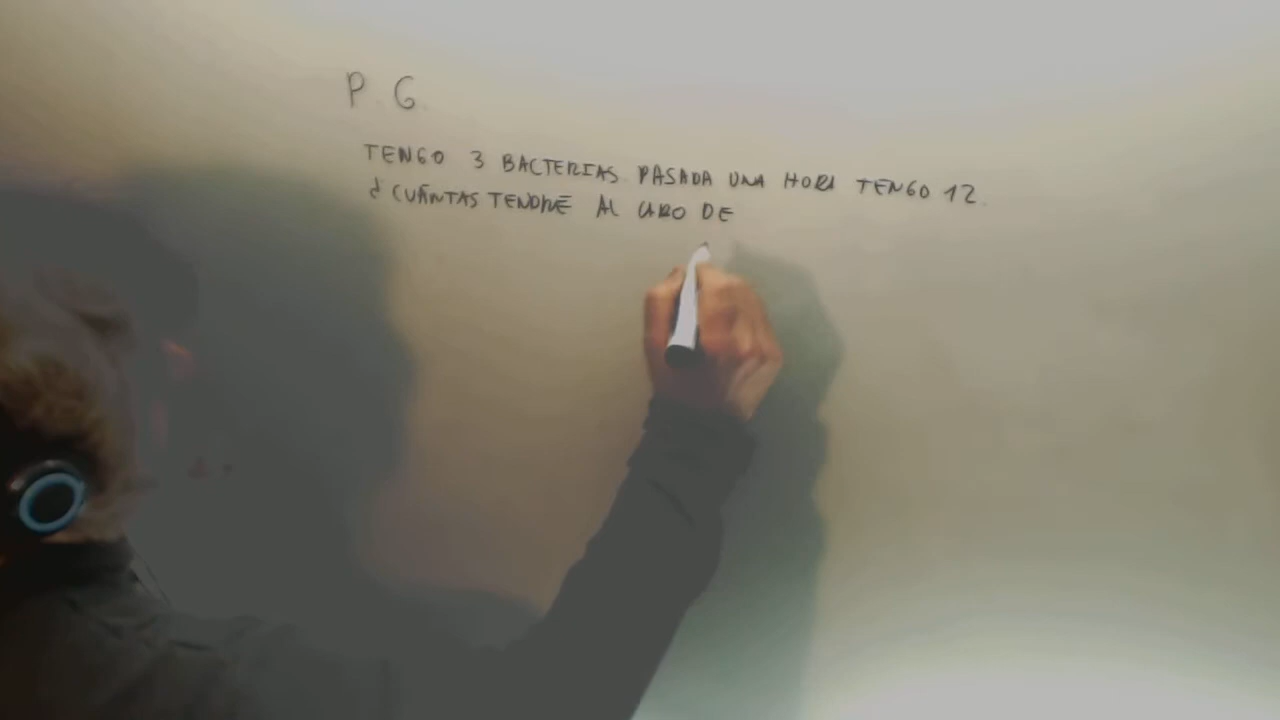 P. G.
TENGO 3 BACTERIAS. PASADA UNA HORA TENGO 12.
¿CUÁNTAS TENDRÉ AL CABO DE